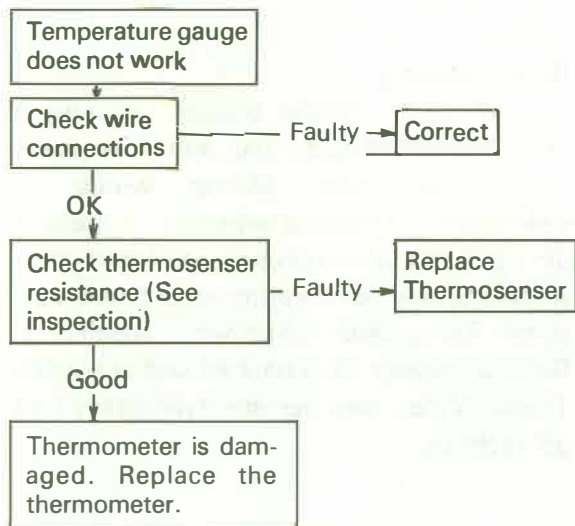 Temperature gauge
does not work
Check wire
connections
Faulty
Correct
OK
Check thermosenser
resistance (See
inspection)
Faulty
Replace
Thermosenser
Good
Thermometer is dam-
aged. Replace the
thermometer.